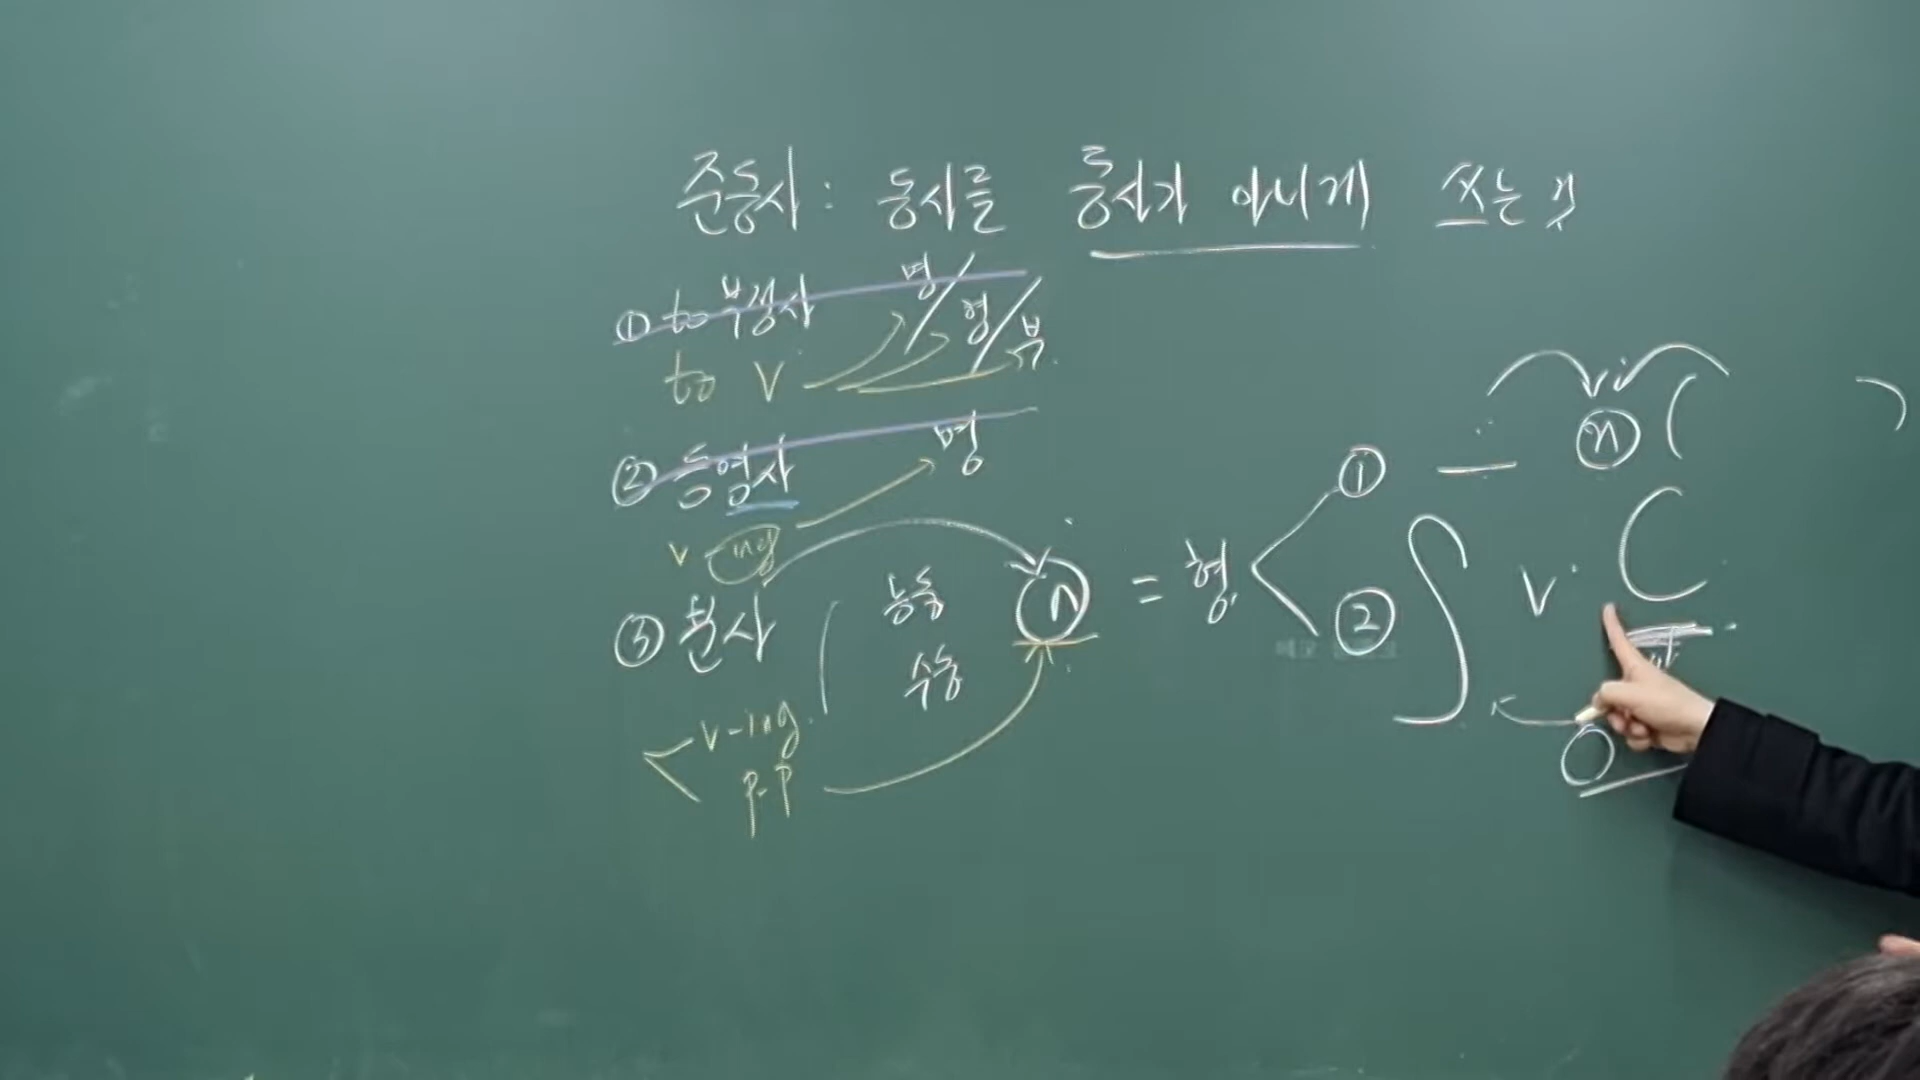 준동사 : 동사를 동사가 아니게 쓰는 것
① to 부정사 명/형/부
to V
② 동명사 명
V ing
③ 분사 능동 수동 n = 형
V-ing
P.P
① n (
② S V C
O